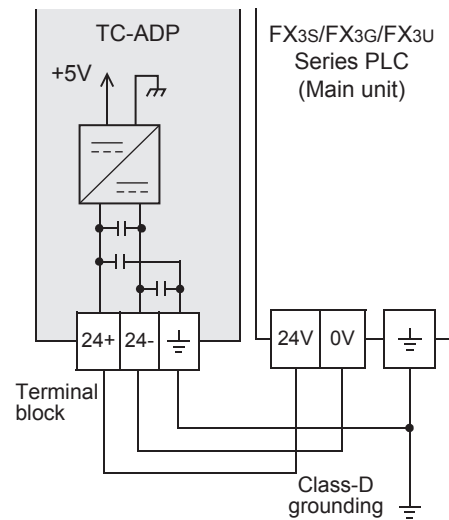 TC-ADP
+5V
FX3S/FX3G/FX3U
Series PLC
(Main unit)
24+ 24-
24V 0V
Terminal
block
Class-D
grounding